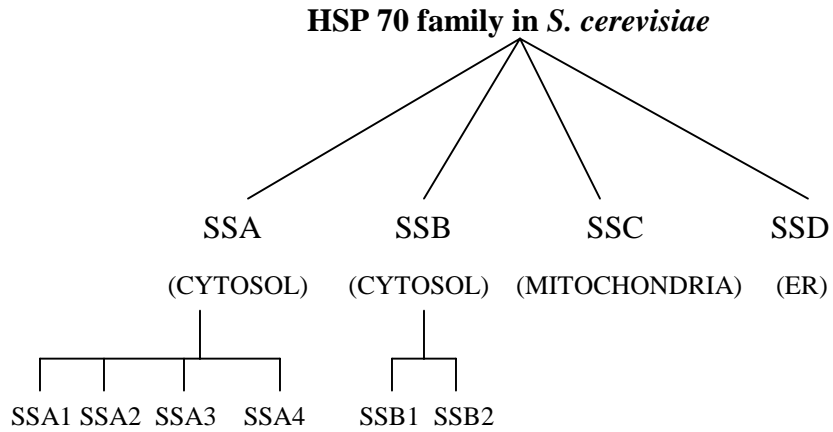 HSP 70 family in S. cerevisiae
SSA SSB SSC SSD
(CYTOSOL) (CYTOSOL) (MITOCHONDRIA) (ER)
SSA1 SSA2 SSA3 SSA4 SSB1 SSB2